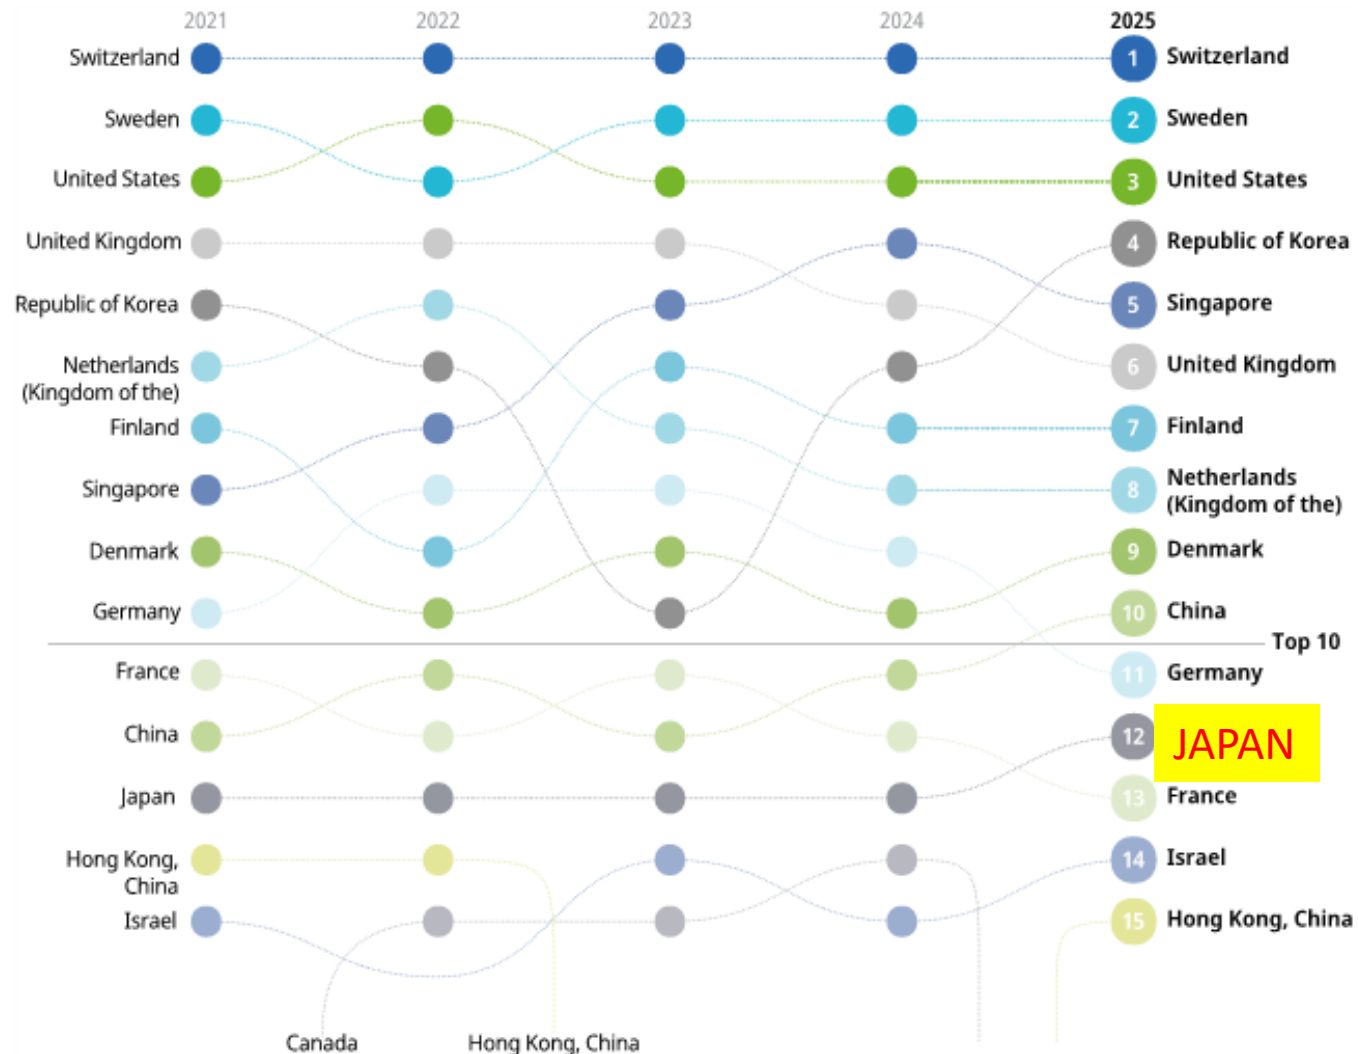 2021 2022 2023 2024 2025
Switzerland 1 Switzerland
Sweden 2 Sweden
United States 3 United States
United Kingdom 4 Republic of Korea
Republic of Korea 5 Singapore
Netherlands
(Kingdom of the) 6 United Kingdom
Finland 7 Finland
Singapore 8 Netherlands
(Kingdom of the)
Denmark 9 Denmark
Germany 10 China
Top 10
France 11 Germany
China 12 JAPAN
Japan 13 France
Hong Kong,
China 14 Israel
Israel 15 Hong Kong, China
Canada Hong Kong, China